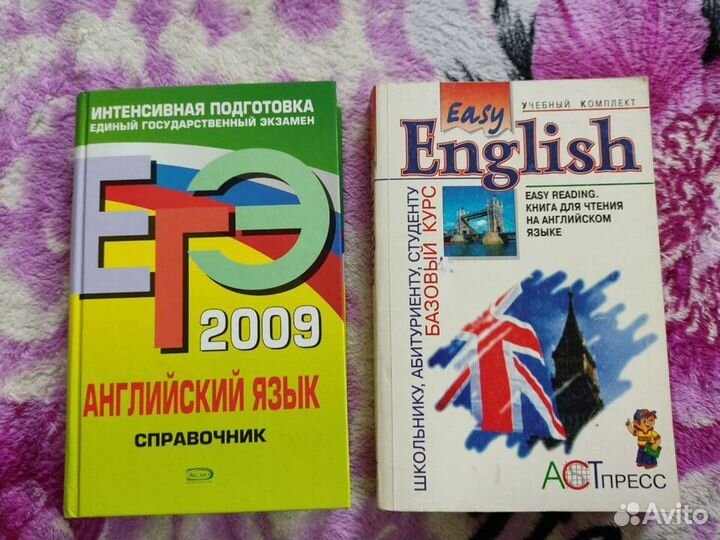 ИНТЕНСИВНАЯ ПОДГОТОВКА
ЕДИНЫЙ ГОСУДАРСТВЕННЫЙ ЭКЗАМЕН
ЕГЭ
2009
АНГЛИЙСКИЙ ЯЗЫК
СПРАВОЧНИК
ЭКСМО
УЧЕБНЫЙ КОМПЛЕКТ
Easy
English
EASY READING.
КНИГА ДЛЯ ЧТЕНИЯ
НА АНГЛИЙСКОМ
ЯЗЫКЕ
ШКОЛЬНИКУ, АБИТУРИЕНТУ, СТУДЕНТУ
БАЗОВЫЙ КУРС
АСТ ПРЕСС
Avito